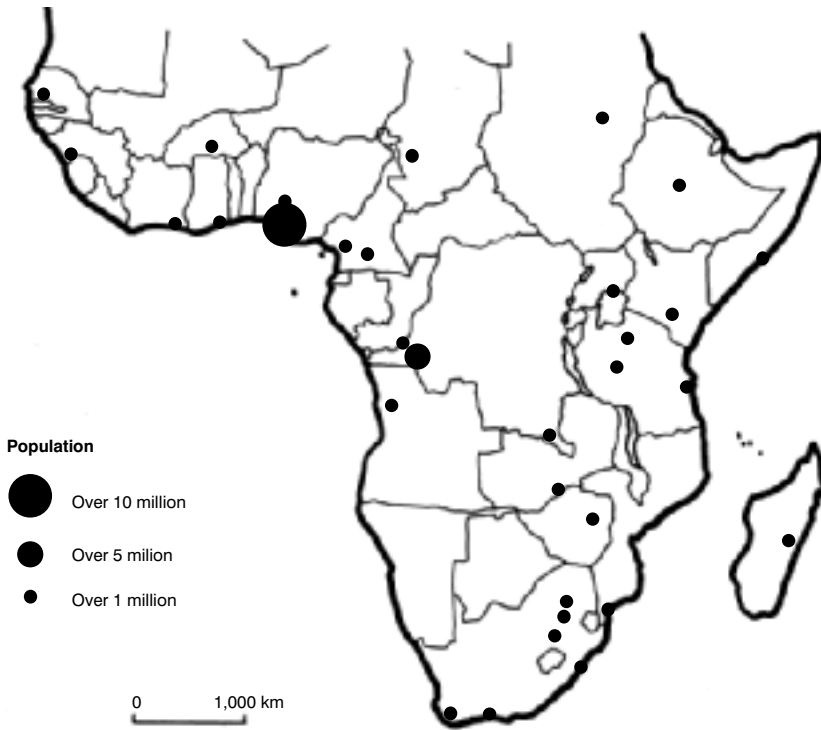 Population
Over 10 million
Over 5 milion
Over 1 million
0 1,000 km